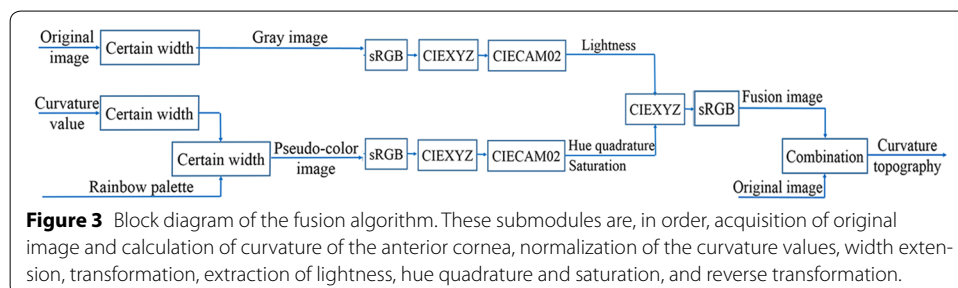 Original image
Certain width
Gray image
sRGB
CIEXYZ
CIECAM02
Lightness
Curvature value
Certain width
Certain width
Rainbow palette
Pseudo-color image
sRGB
CIEXYZ
CIECAM02
Hue quadrature
Saturation
CIEXYZ
sRGB
Fusion image
Combination
Original image
Curvature topography
Figure 3 Block diagram of the fusion algorithm. These submodules are, in order, acquisition of original
image and calculation of curvature of the anterior cornea, normalization of the curvature values, width exten-
sion, transformation, extraction of lightness, hue quadrature and saturation, and reverse transformation.